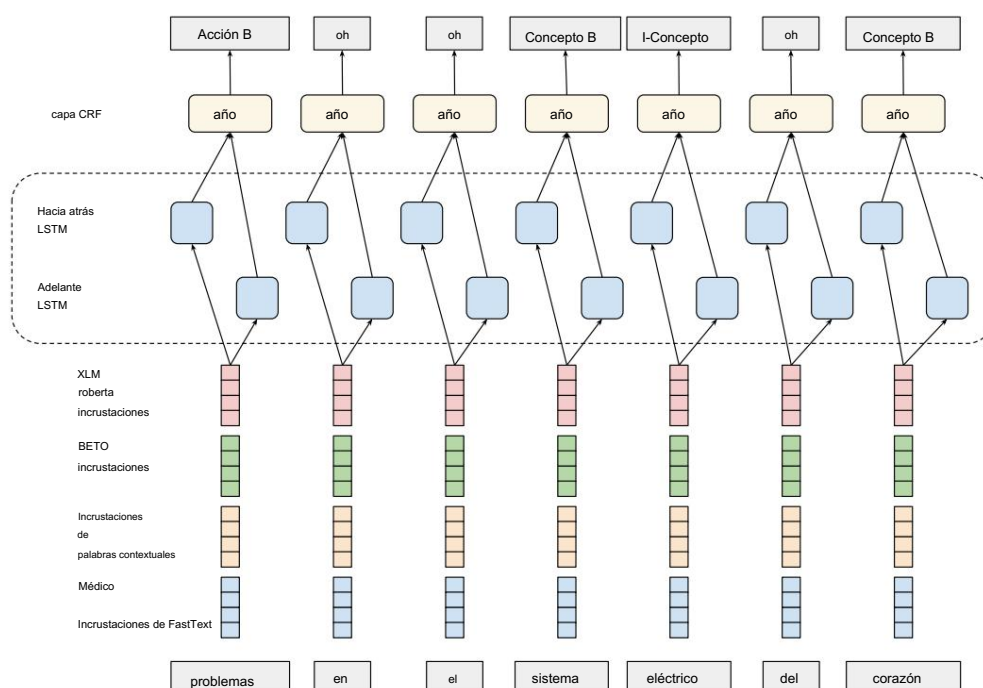 Acción B oh oh Concepto B I-Concepto oh Concepto B
capa CRF año año año año año año año
Hacia atrás
LSTM
Adelante
LSTM
XLM
roberta
incrustaciones
BETO
incrustaciones
Incrustaciones
de
palabras contextuales
Médico
Incrustaciones de FastText
problemas en el sistema eléctrico del corazón